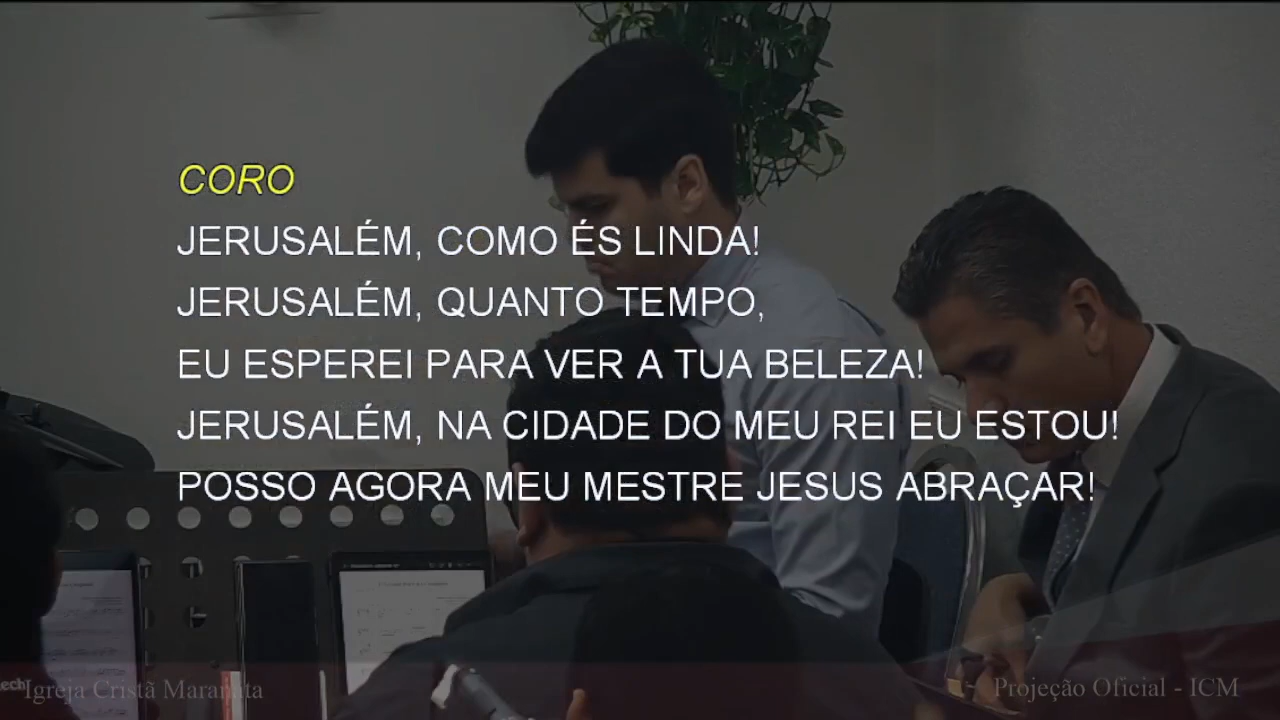 CORO
JERUSALÉM, COMO ÉS LINDA!
JERUSALÉM, QUANTO TEMPO,
EU ESPEREI PARA VER A TUA BELEZA!
JERUSALÉM, NA CIDADE DO MEU REI EU ESTOU!
POSSO AGORA MEU MESTRE JESUS ABRAÇAR!
Igreja Cristã Maranata
Projeção Oficial - ICM